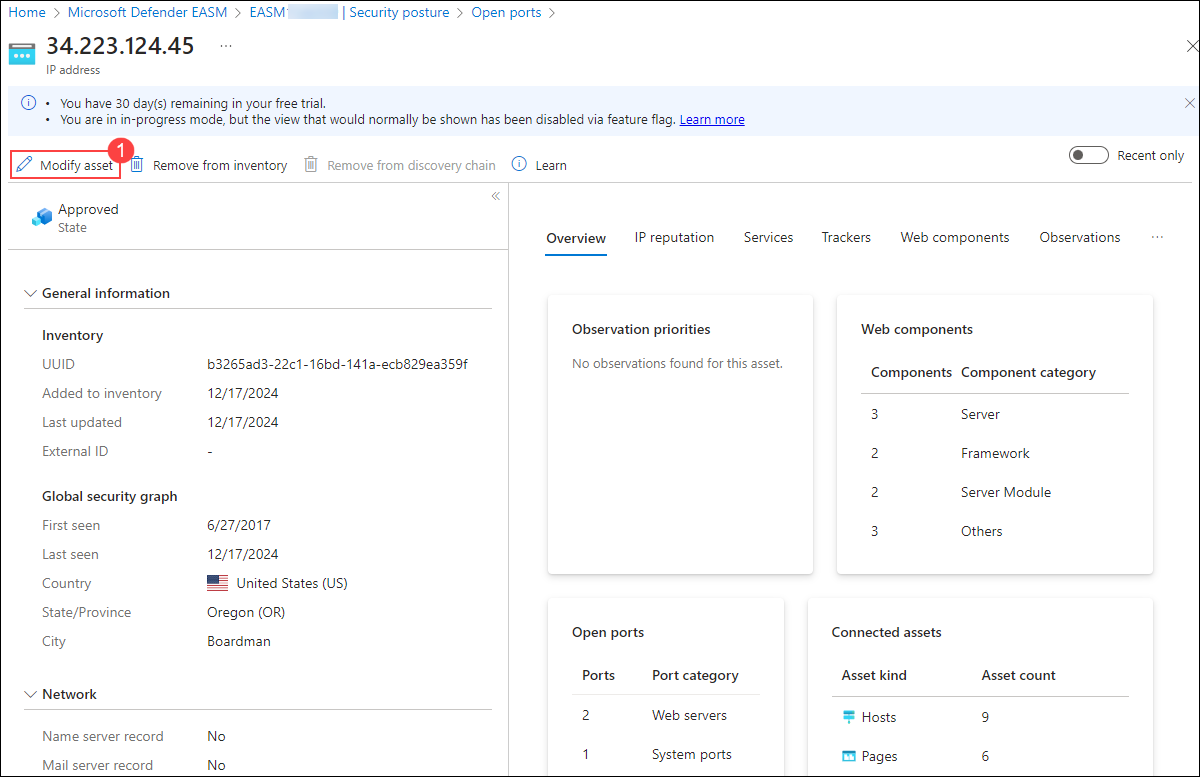 Home > Microsoft Defender EASM > EASM | Security posture > Open ports >
34.223.124.45 ...
IP address
• You have 30 day(s) remaining in your free trial.
• You are in in-progress mode, but the view that would normally be shown has been disabled via feature flag. Learn more
1
Modify asset Remove from inventory Remove from discovery chain Learn Recent only
Approved
State
General information
Inventory
UUID b3265ad3-22c1-16bd-141a-ecb829ea359f
Added to inventory 12/17/2024
Last updated 12/17/2024
External ID -
Global security graph
First seen 6/27/2017
Last seen 12/17/2024
Country United States (US)
State/Province Oregon (OR)
City Boardman
Network
Name server record No
Mail server record No
Overview IP reputation Services Trackers Web components Observations ...
Observation priorities
No observations found for this asset.
Web components
Components Component category
3 Server
2 Framework
2 Server Module
3 Others
Open ports
Ports Port category
2 Web servers
1 System ports
Connected assets
Asset kind Asset count
Hosts 9
Pages 6